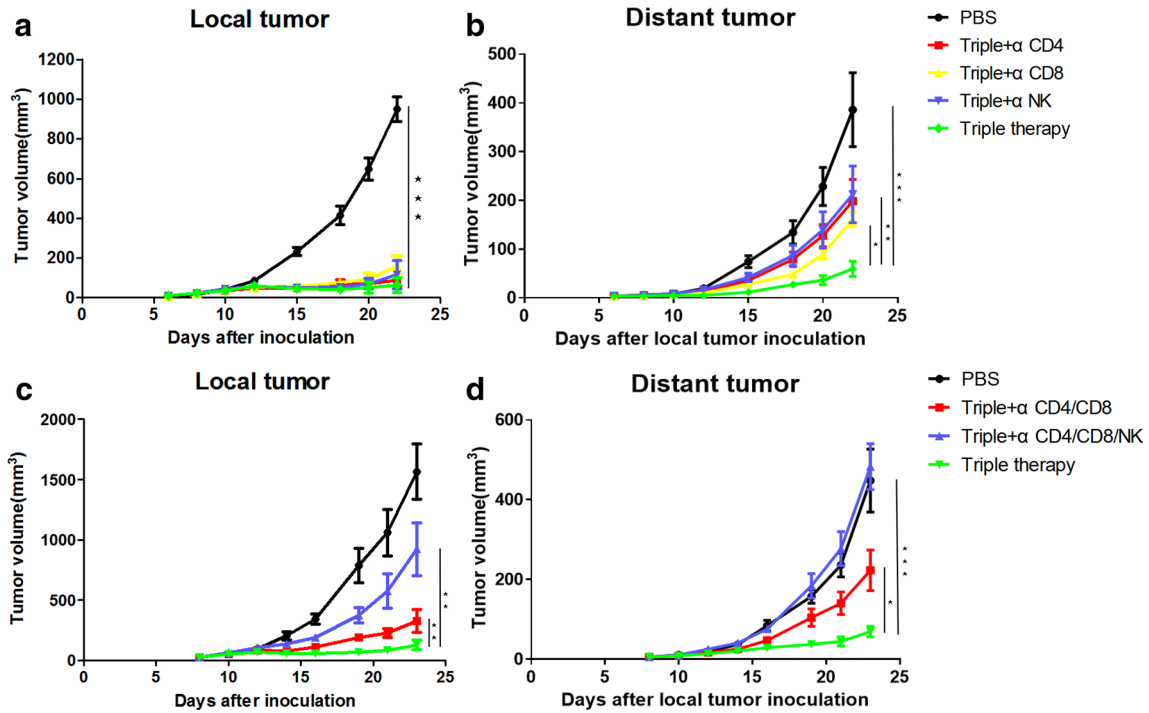 a
Local tumor
Tumor volume(mm3)
1200
1000
800
600
400
200
0
0
5
10
15
20
25
Days after inoculation
★★★
b
Distant tumor
Tumor volume(mm3)
500
400
300
200
100
0
0
5
10
15
20
25
Days after local tumor inoculation
★
★★
★★★
PBS
Triple+α CD4
Triple+α CD8
Triple+α NK
Triple therapy
c
Local tumor
Tumor volume(mm3)
2000
1500
1000
500
0
0
5
10
15
20
25
Days after inoculation
★★
★★
d
Distant tumor
Tumor volume(mm3)
600
400
200
0
0
5
10
15
20
25
Days after local tumor inoculation
★
★★★
PBS
Triple+α CD4/CD8
Triple+α CD4/CD8/NK
Triple therapy